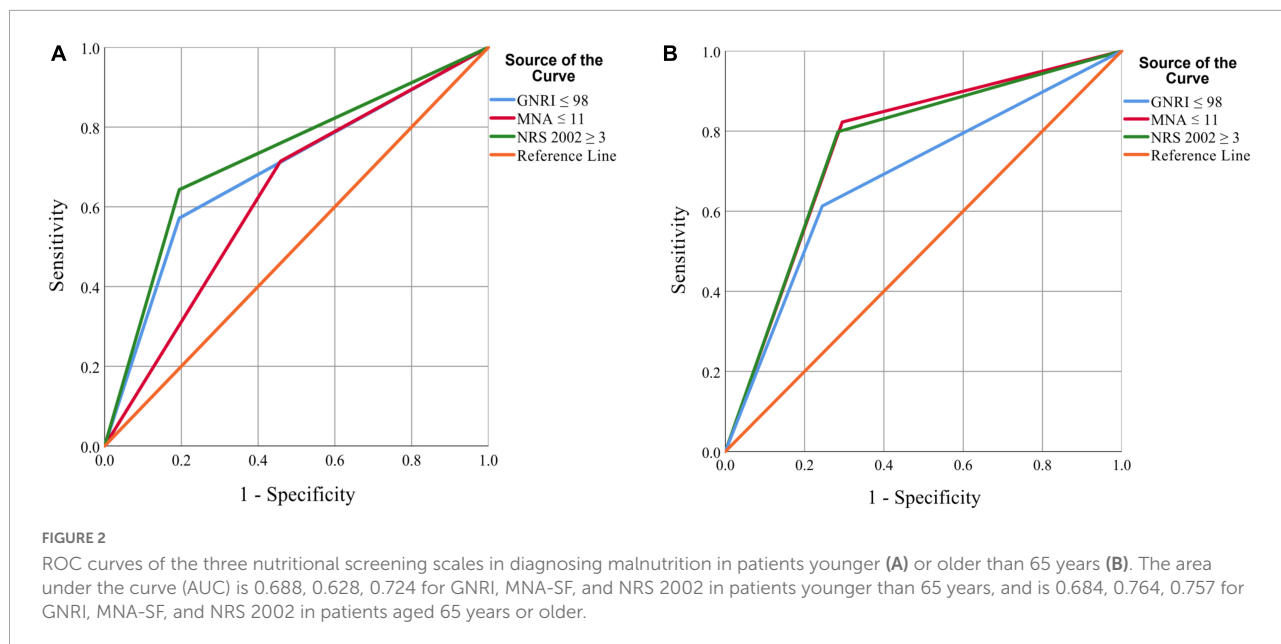 A
1.0
0.8
0.6
0.4
0.2
0.0
Sensitivity
0.0 0.2 0.4 0.6 0.8 1.0
1 - Specificity
Source of the
Curve
GNRI ≤ 98
MNA ≤ 11
NRS 2002 ≥ 3
Reference Line
B
1.0
0.8
0.6
0.4
0.2
0.0
Sensitivity
0.0 0.2 0.4 0.6 0.8 1.0
1 - Specificity
Source of the
Curve
GNRI ≤ 98
MNA ≤ 11
NRS 2002 ≥ 3
Reference Line
FIGURE 2
ROC curves of the three nutritional screening scales in diagnosing malnutrition in patients younger (A) or older than 65 years (B). The area
under the curve (AUC) is 0.688, 0.628, 0.724 for GNRI, MNA-SF, and NRS 2002 in patients younger than 65 years, and is 0.684, 0.764, 0.757 for
GNRI, MNA-SF, and NRS 2002 in patients aged 65 years or older.